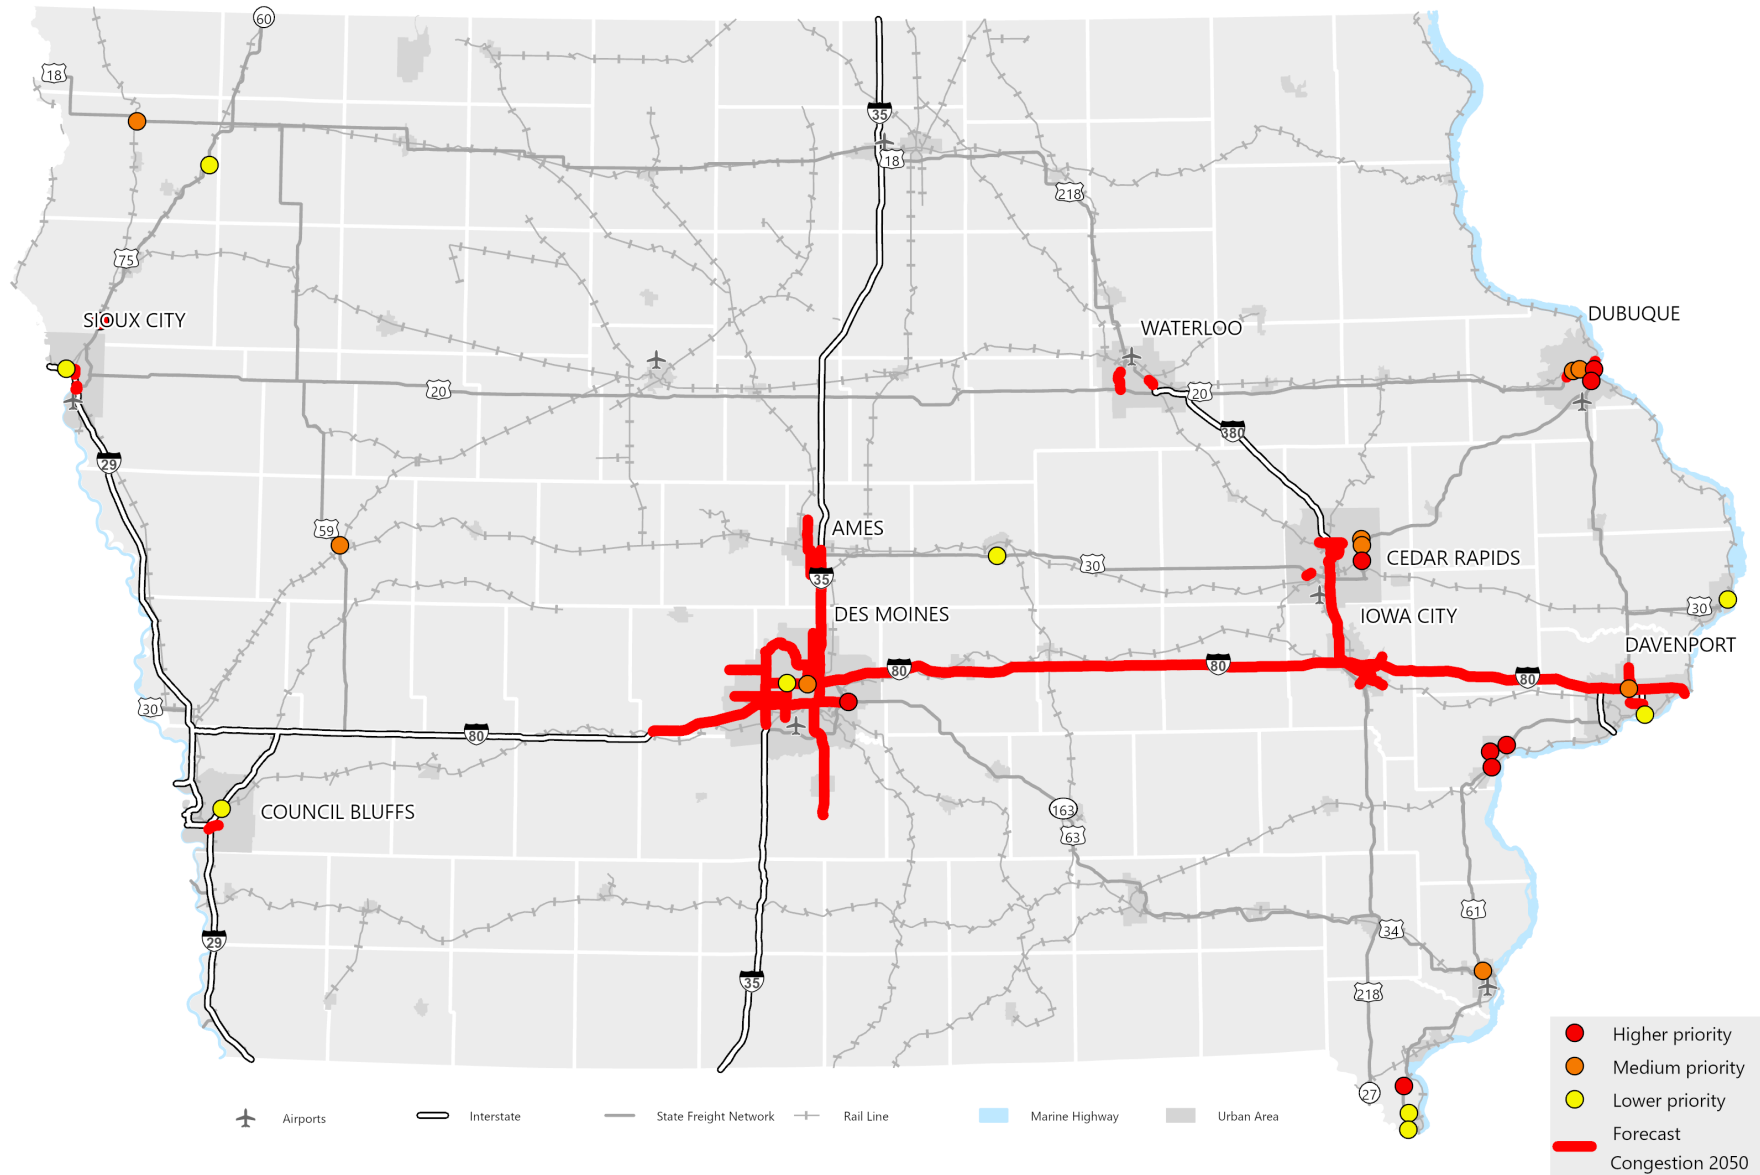 60
18
35
18
218
75
SIOUX CITY
DUBUQUE
WATERLOO
20
20
380
29
59
AMES
30
CEDAR RAPIDS
35
30
DES MOINES
IOWA CITY
DAVENPORT
80
80
80
30
80
163
COUNCIL BLUFFS
63
61
34
29
35
218
27
Higher priority
Medium priority
Lower priority
Forecast
Congestion 2050
Airports
Interstate
State Freight Network
Rail Line
Marine Highway
Urban Area